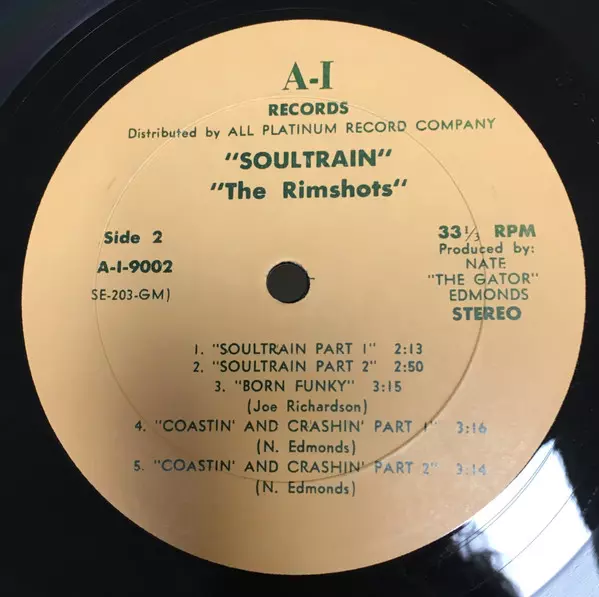 A-I
RECORDS
Distributed by ALL PLATINUM RECORD COMPANY
"SOULTRAIN"
"The Rimshots"
Side 2
A-I-9002
SE-203-GM)
33⅓ RPM
Produced by:
NATE
"THE GATOR"
EDMONDS
STEREO
1. "SOULTRAIN PART 1" 2:13
2. "SOULTRAIN PART 2" 2:50
3. "BORN FUNKY" 3:15
(Joe Richardson)
4. "COASTIN' AND CRASHIN' PART 1" 3:16
(N. Edmonds)
5. "COASTIN' AND CRASHIN' PART 2" 3:14
(N. Edmonds)